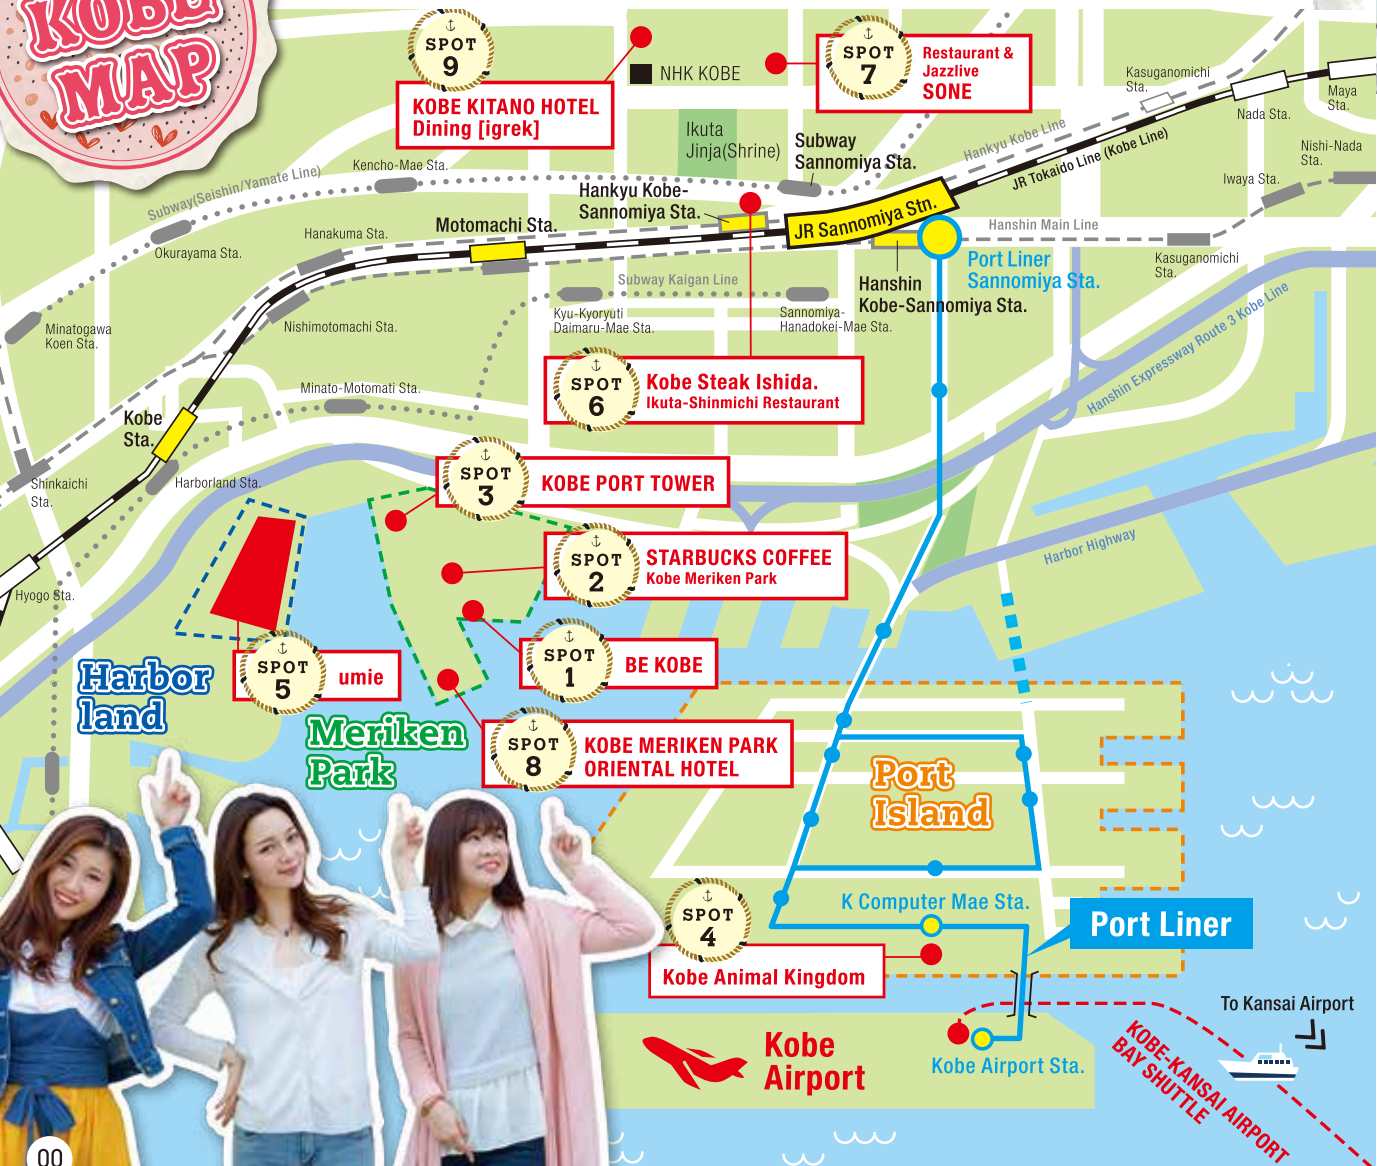 KOBE
MAP
SPOT
9
KOBE KITANO HOTEL
Dining [igrek]
NHK KOBE
SPOT
7
Restaurant &
Jazzlive
SONE
Kasuganomichi
Sta.
Nada Sta.
Maya
Sta.
Nishi-Nada
Sta.
Iwaya Sta.
Ikuta
Jinja(Shrine)
Subway
Sannomiya Sta.
Hankyu Kobe Line
JR Tokaido Line (Kobe Line)
Kencho-Mae Sta.
Subway(Seishin/Yamate Line)
Hankyu Kobe-
Sannomiya Sta.
JR Sannomiya Stn.
Motomachi Sta.
Hanakuma Sta.
Okurayama Sta.
Hanshin Main Line
Kasuganomichi
Sta.
Port Liner
Sannomiya Sta.
Hanshin
Kobe-Sannomiya Sta.
Subway Kaigan Line
Kyu-Kyoryuti
Daimaru-Mae Sta.
Sannomiya-
Hanadokei-Mae Sta.
Nishimotomachi Sta.
Minatogawa
Koen Sta.
Hanshin Expressway Route 3 Kobe Line
SPOT
6
Kobe Steak Ishida.
Ikuta-Shinmichi Restaurant
Minato-Motomati Sta.
Kobe
Sta.
Shinkaichi
Sta.
Harborland Sta.
SPOT
3
KOBE PORT TOWER
SPOT
2
STARBUCKS COFFEE
Kobe Meriken Park
Harbor Highway
Hyogo Sta.
SPOT
1
BE KOBE
SPOT
5
umie
Harbor
land
Meriken
Park
SPOT
8
KOBE MERIKEN PARK
ORIENTAL HOTEL
Port
Island
K Computer Mae Sta.
SPOT
4
Kobe Animal Kingdom
Port Liner
To Kansai Airport
Kobe
Airport
Kobe Airport Sta.
KOBE-KANSAI AIRPORT
BAY SHUTTLE
00